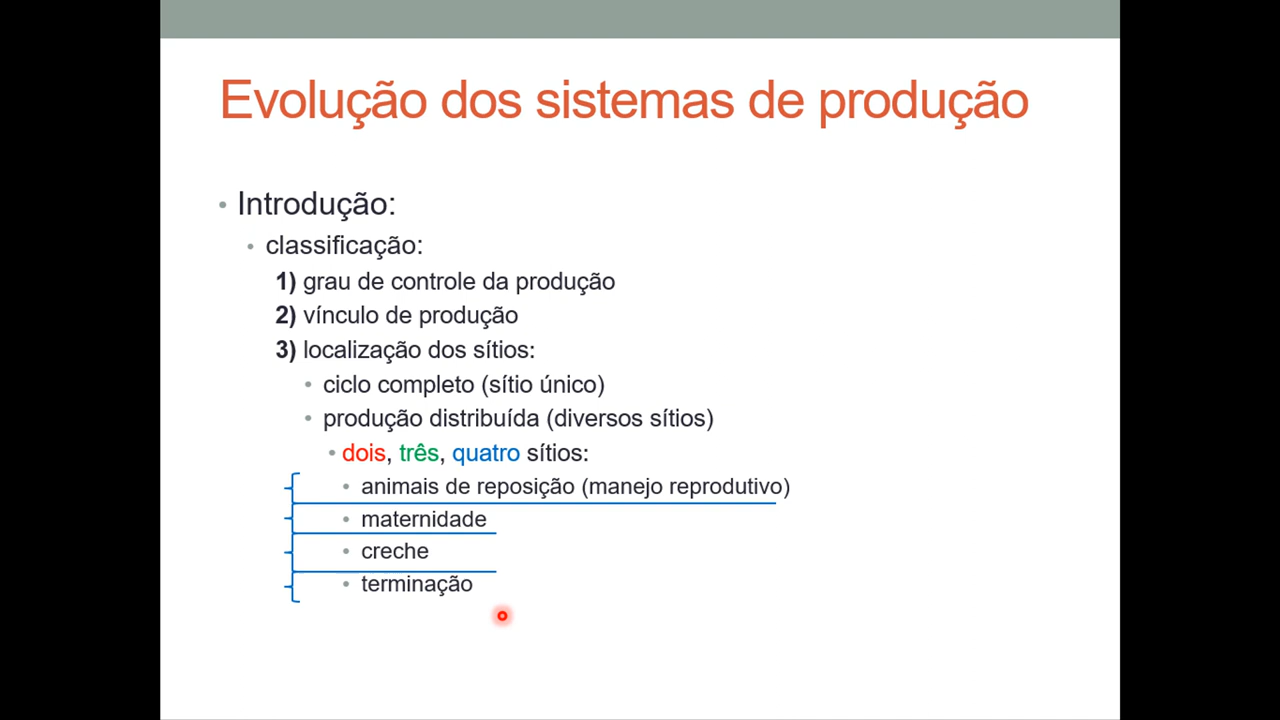 Evolução dos sistemas de produção
• Introdução:
• classificação:
1) grau de controle da produção
2) vínculo de produção
3) localização dos sítios:
• ciclo completo (sítio único)
• produção distribuída (diversos sítios)
• dois, três, quatro sítios:
• animais de reposição (manejo reprodutivo)
• maternidade
• creche
• terminação